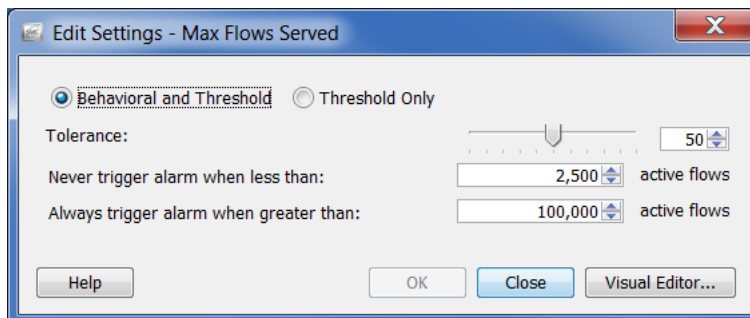 Edit Settings - Max Flows Served
X
Behavioral and Threshold Threshold Only
Tolerance: 50
Never trigger alarm when less than: 2,500 active flows
Always trigger alarm when greater than: 100,000 active flows
Help OK Close Visual Editor...